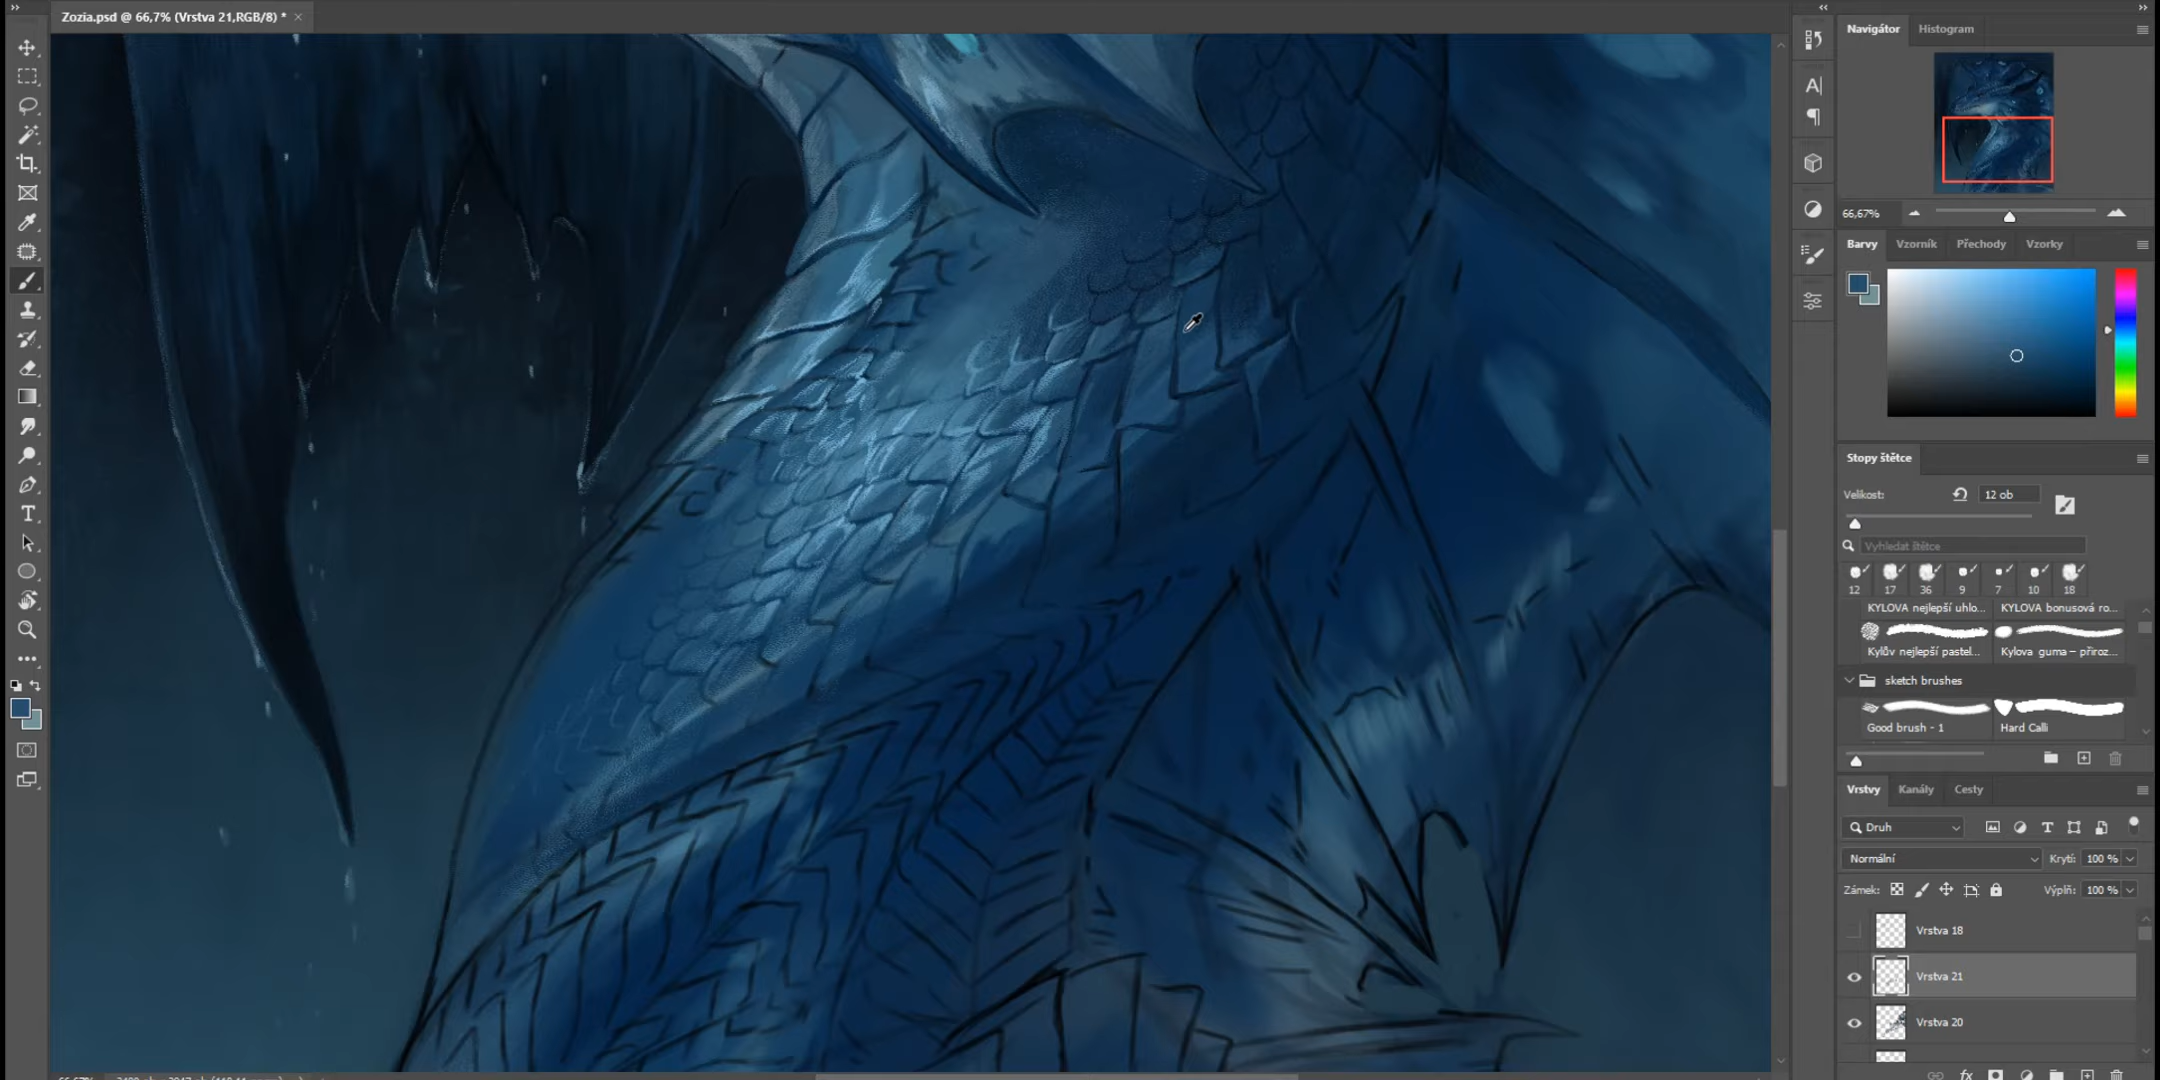 Zozia.psd @ 66,7% (Vrstva 21,RGB/8) *
Navigátor Histogram
66,67%
Barvy Vzorník Přechody Vzorky
Stopy štětce
Velikost: 12 ob
Vyhledat štětce
12 17 36 9 7 10 18
KYLOVA nejlepší uhlo... KYLOVA bonusová ro...
Kylův nejlepší pastel... Kylova guma – přiroz...
sketch brushes
Good brush - 1 Hard Calli
Vrstvy Kanály Cesty
Druh
Normální Krytí: 100 %
Zámek: Výplň: 100 %
Vrstva 18
Vrstva 21
Vrstva 20